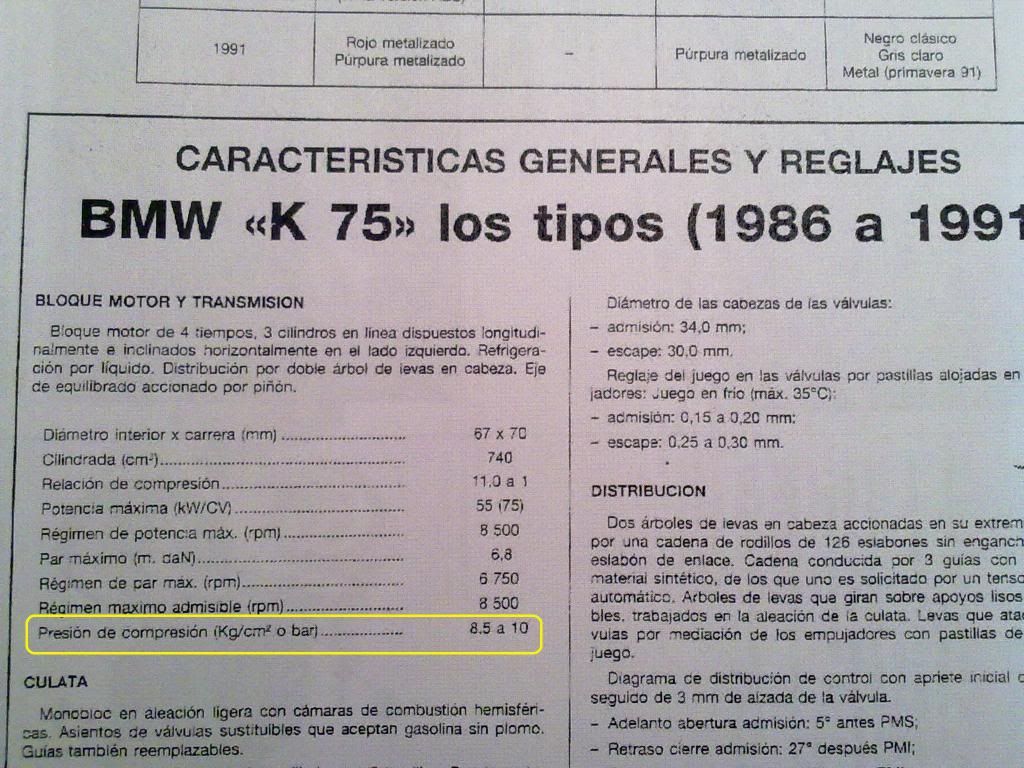 1991
Rojo metalizado
Púrpura metalizado
–
Púrpura metalizado
Negro clásico
Gris claro
Metal (primavera 91)
CARACTERISTICAS GENERALES Y REGLAJES
BMW «K 75» los tipos (1986 a 1991
BLOQUE MOTOR Y TRANSMISION
Bloque motor de 4 tiempos, 3 cilindros en línea dispuestos longitudi-
nalmente e inclinados horizontalmente en el lado izquierdo. Refrigera-
ción por líquido. Distribución por doble árbol de levas en cabeza. Eje
de equilibrado accionado por piñón.
Diámetro interior x carrera (mm) .......................... 67 x 70
Cilindrada (cm³).................................................. 740
Relación de compresión...................................... 11,0 a 1
Potencia máxima (kW/CV).................................... 55 (75)
Régimen de potencia máx. (rpm).......................... 8 500
Par máximo (m. daN).......................................... 6,8
Régimen de par máx. (rpm).................................. 6 750
Régimen maximo admisible (rpm)........................ 8 500
Presión de compresión (Kg/cm² o bar).................. 8,5 a 10
CULATA
Monobloc en aleación ligera con cámaras de combustión hemisféri-
cas. Asientos de válvulas sustituibles que aceptan gasolina sin plomo.
Guías también reemplazables.
Diámetro de las cabezas de las válvulas:
– admisión: 34,0 mm;
– escape: 30,0 mm.
Reglaje del juego en las válvulas por pastillas alojadas en
jadores: Juego en frío (máx. 35°C):
– admisión: 0,15 a 0,20 mm;
– escape: 0,25 a 0,30 mm.
DISTRIBUCION
Dos árboles de levas en cabeza accionadas en su extrem
por una cadena de rodillos de 126 eslabones sin enganch
eslabón de enlace. Cadena conducida por 3 guías con
material sintético, de los que uno es solicitado por un tenso
automático. Arboles de levas que giran sobre apoyos lisos
bles, trabajados en la aleación de la culata. Levas que ata
vulas por mediación de los empujadores con pastillas de
juego.
Diagrama de distribución de control con apriete inicial
seguido de 3 mm de alzada de la válvula.
– Adelanto abertura admisión: 5° antes PMS;
– Retraso cierre admisión: 27° después PMI;